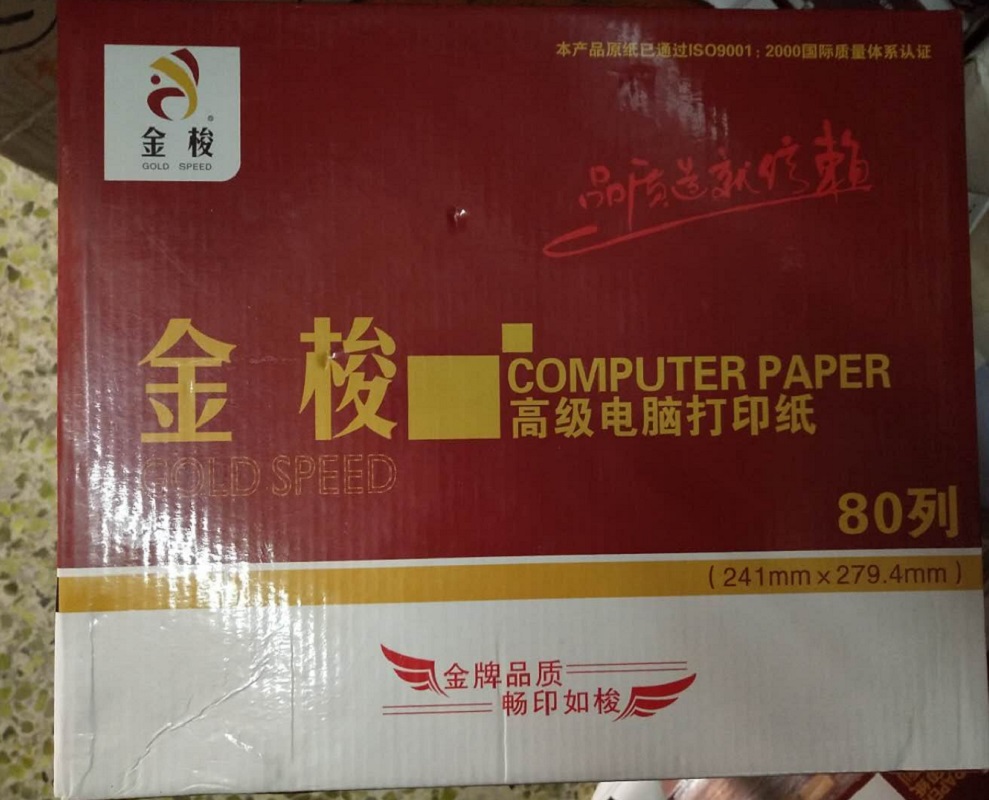 本产品原纸已通过ISO9001：2000国际质量体系认证
金梭
GOLD SPEED
品质造就信赖
金梭
COMPUTER PAPER
高级电脑打印纸
GOLD SPEED
80列
（241mm×279.4mm）
金牌品质
畅印如梭